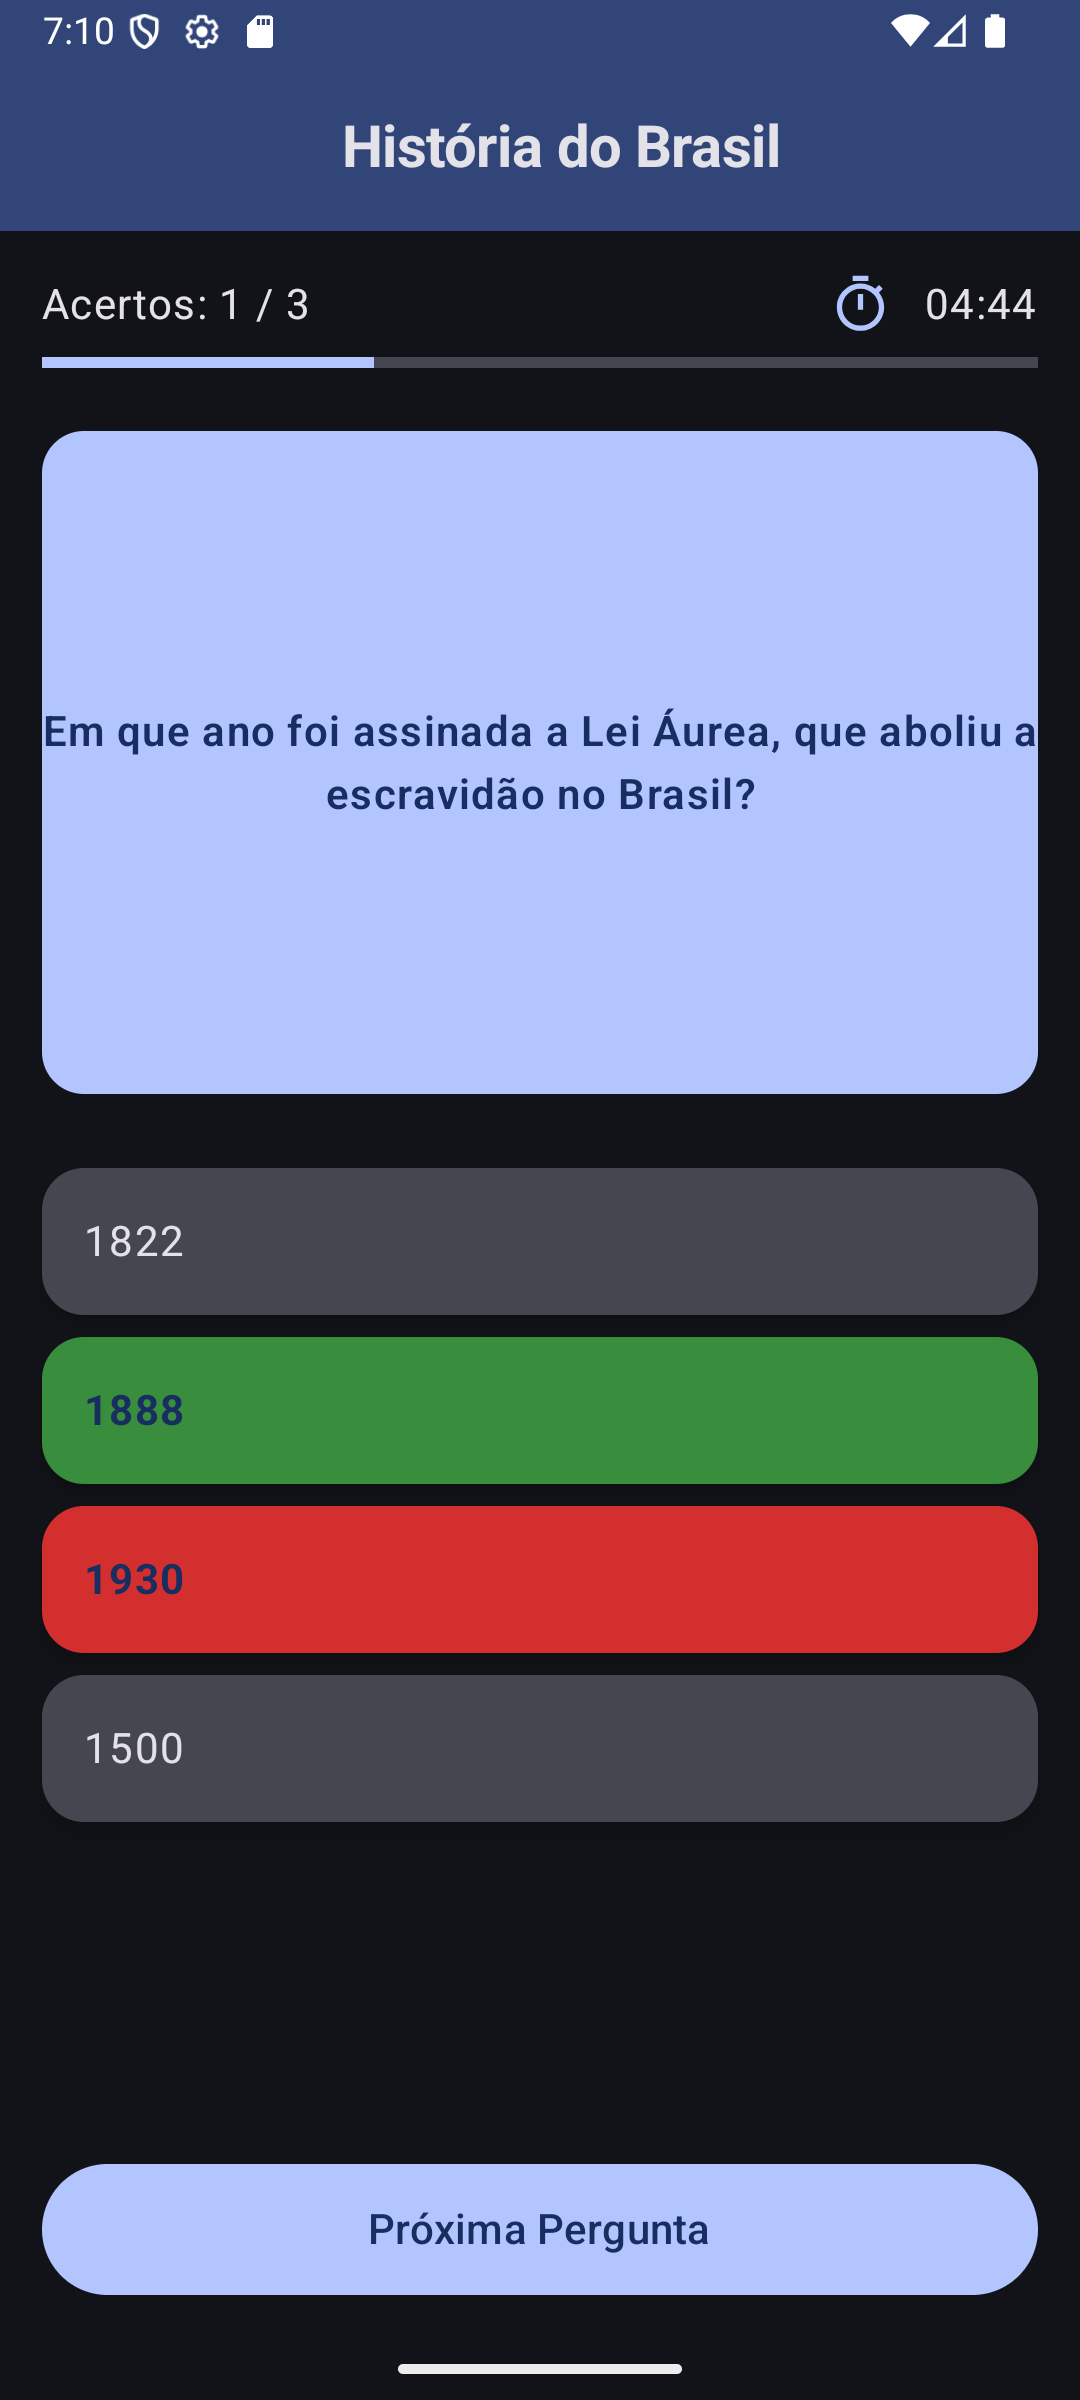 7:10
História do Brasil
Acertos: 1 / 3
04:44
Em que ano foi assinada a Lei Áurea, que aboliu a
escravidão no Brasil?
1822
1888
1930
1500
Próxima Pergunta